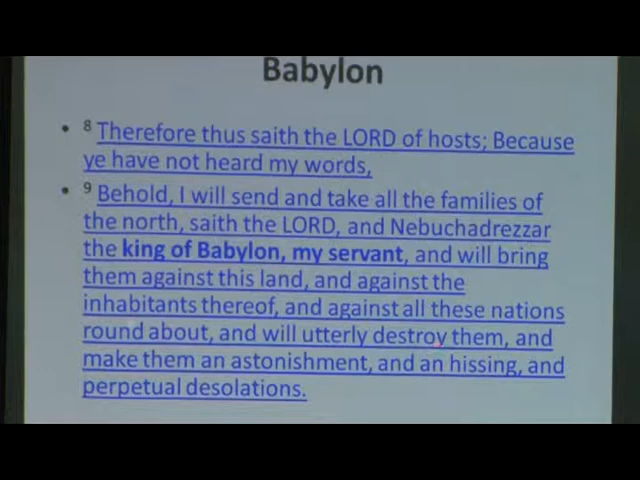 Babylon
• 8 Therefore thus saith the LORD of hosts; Because
ye have not heard my words,
• 9 Behold, I will send and take all the families of
the north, saith the LORD, and Nebuchadrezzar
the king of Babylon, my servant, and will bring
them against this land, and against the
inhabitants thereof, and against all these nations
round about, and will utterly destroy them, and
make them an astonishment, and an hissing, and
perpetual desolations.